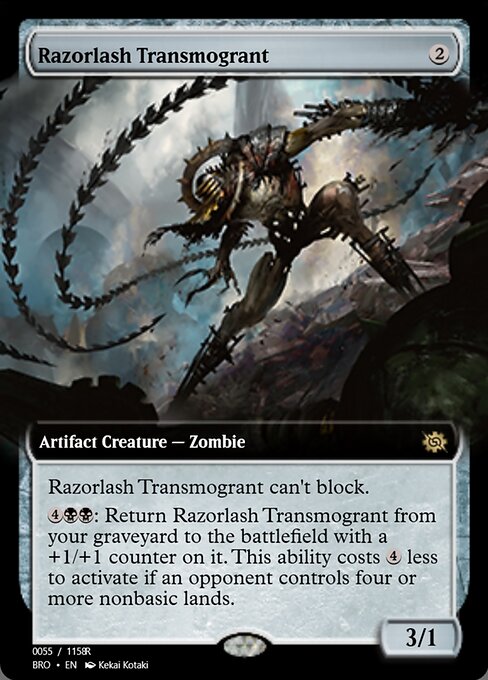 Razorlash Transmogrant 2
Artifact Creature — Zombie
Razorlash Transmogrant can't block.
4BB: Return Razorlash Transmogrant from
your graveyard to the battlefield with a
+1/+1 counter on it. This ability costs 4 less
to activate if an opponent controls four or
more nonbasic lands.
3/1
0055 / 1158R
BRO • EN Kekai Kotaki